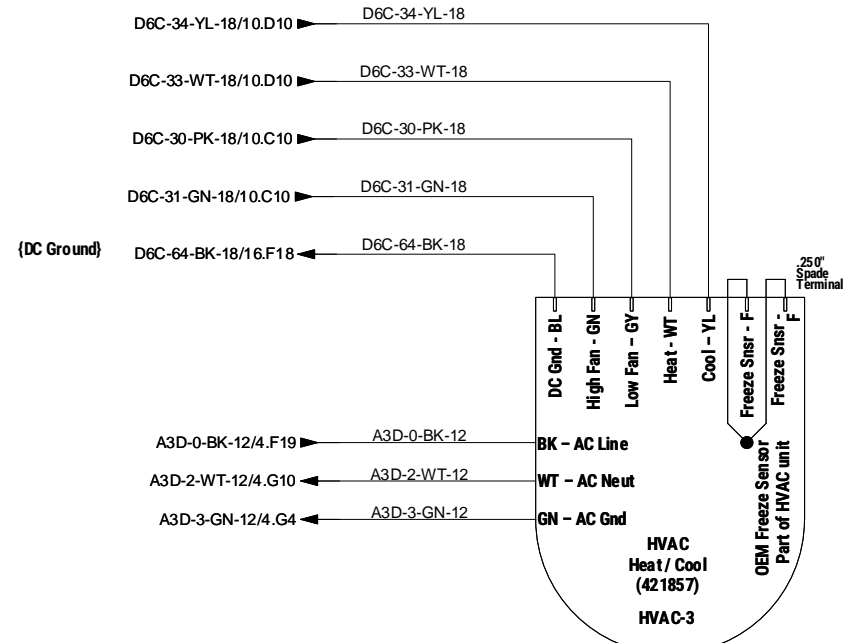 D6C-34-YL-18/10.D10 D6C-34-YL-18
D6C-33-WT-18/10.D10 D6C-33-WT-18
D6C-30-PK-18/10.C10 D6C-30-PK-18
D6C-31-GN-18/10.C10 D6C-31-GN-18
{DC Ground} D6C-64-BK-18/16.F18 D6C-64-BK-18
.250"
Spade
Terminal
DC Gnd - BL
High Fan - GN
Low Fan – GY
Heat - WT
Cool – YL
Freeze Snsr - F
Freeze Snsr -
F
A3D-0-BK-12/4.F19 A3D-0-BK-12 BK – AC Line
A3D-2-WT-12/4.G10 A3D-2-WT-12 WT – AC Neut
A3D-3-GN-12/4.G4 A3D-3-GN-12 GN – AC Gnd
OEM Freeze Sensor
Part of HVAC unit
HVAC
Heat / Cool
(421857)
HVAC-3